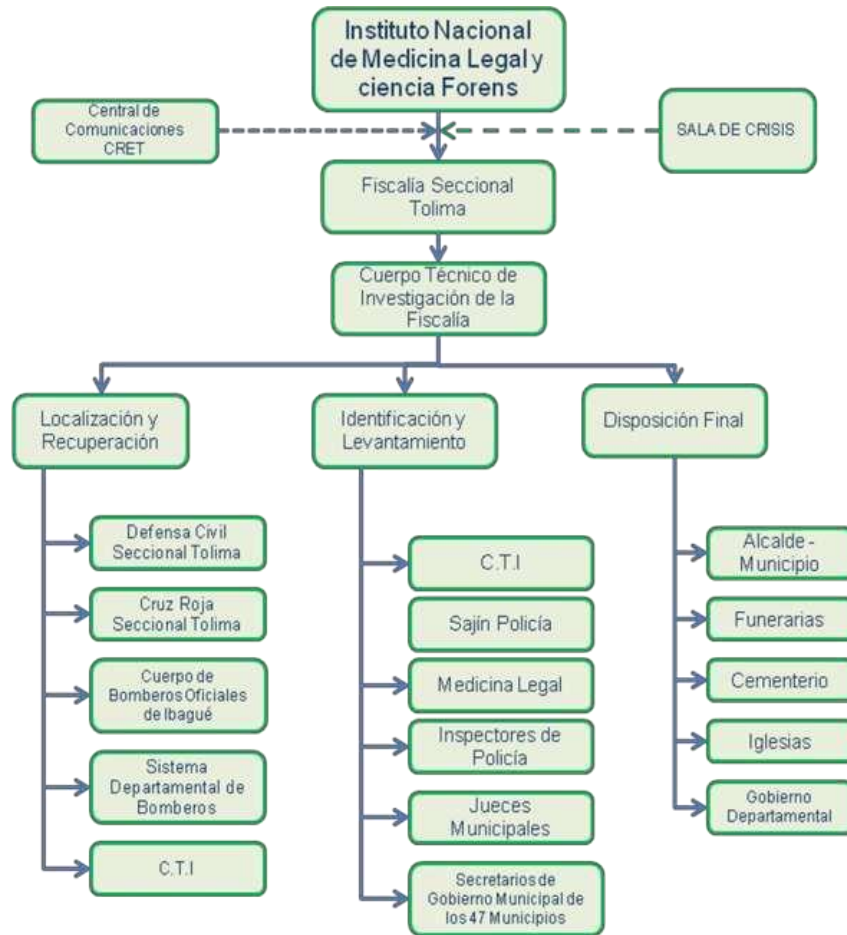 Instituto Nacional
de Medicina Legal y
ciencia Forens
Central de
Comunicaciones
CRET
SALA DE CRISIS
Fiscalía Seccional
Tolima
Cuerpo Técnico de
Investigación de la
Fiscalía
Localización y
Recuperación
Identificación y
Levantamiento
Disposición Final
Defensa Civil
Seccional Tolima
Cruz Roja
Seccional Tolima
Cuerpo de
Bomberos Oficiales
de Ibagué
Sistema
Departamental de
Bomberos
C.T.I
C.T.I
Sajín Policía
Medicina Legal
Inspectores de
Policía
Jueces
Municipales
Secretarios de
Gobierno Municipal de
los 47 Municipios
Alcalde -
Municipio
Funerarias
Cementerio
Iglesias
Gobierno
Departamental